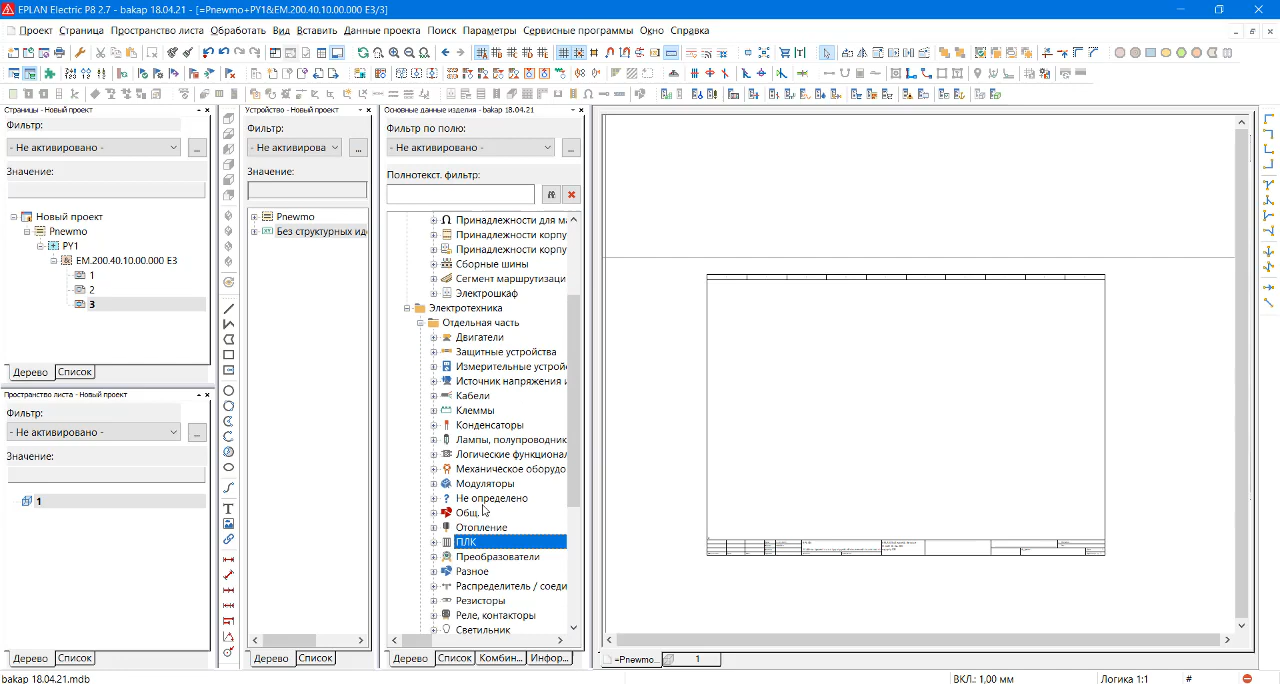 EPLAN Electric P8 2.7 - bakap 18.04.21 - [=Pnewmo+PY1&EM.200.40.10.00.000 E3/3]
Проект Страница Пространство листа Обработать Вид Вставить Данные проекта Поиск Параметры Сервисные программы Окно Справка
Страницы - Новый проект
Фильтр:
- Не активировано -
...
Значение:
Новый проект
Pnewmo
PY1
EM.200.40.10.00.000 E3
1
2
3
Дерево Список
Пространство листа - Новый проект
Фильтр:
- Не активировано -
...
Значение:
1
Дерево Список
Устройство - Новый проект
Фильтр:
- Не активирова
...
Значение:
Pnewmo
Без структурных ид
Дерево Список
Основные данные изделия - bakap 18.04.21
Фильтр по полю:
- Не активировано -
...
Полнотекст. фильтр:
Принадлежности для м
Принадлежности корпу
Принадлежности корпу
Сборные шины
Сегмент маршрутизаци
Электрошкаф
Электротехника
Отдельная часть
Двигатели
Защитные устройства
Измерительные устрой
Источник напряжения и
Кабели
Клеммы
Конденсаторы
Лампы, полупроводник
Логические функционал
Механическое оборудо
Модуляторы
Не определено
Общ.
Отопление
ПЛК
Преобразователи
Разное
Распределитель / соеди
Резисторы
Реле, контакторы
Светильник
Дерево Список Комбин... Инфор...
=Pnewmo... 1
bakap 18.04.21.mdb
ВКЛ.: 1,00 мм
Логика 1:1
#